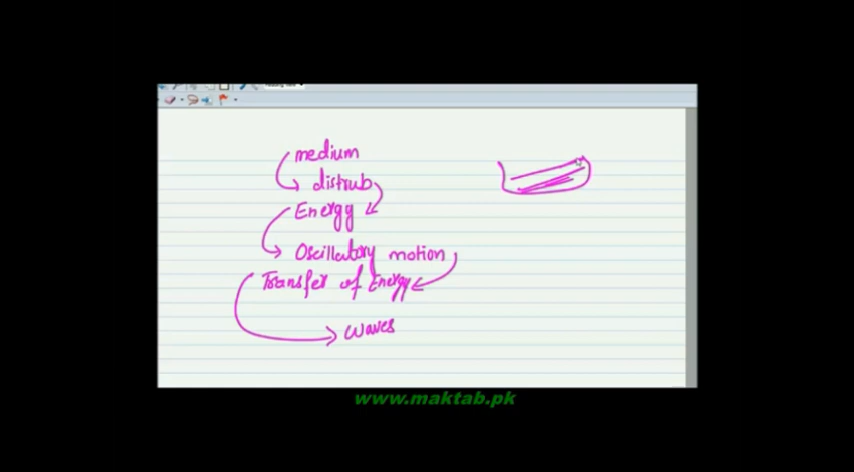 medium
distrub
Energy
Oscillatory motion
Transfer of Energy
waves
www.maktab.pk